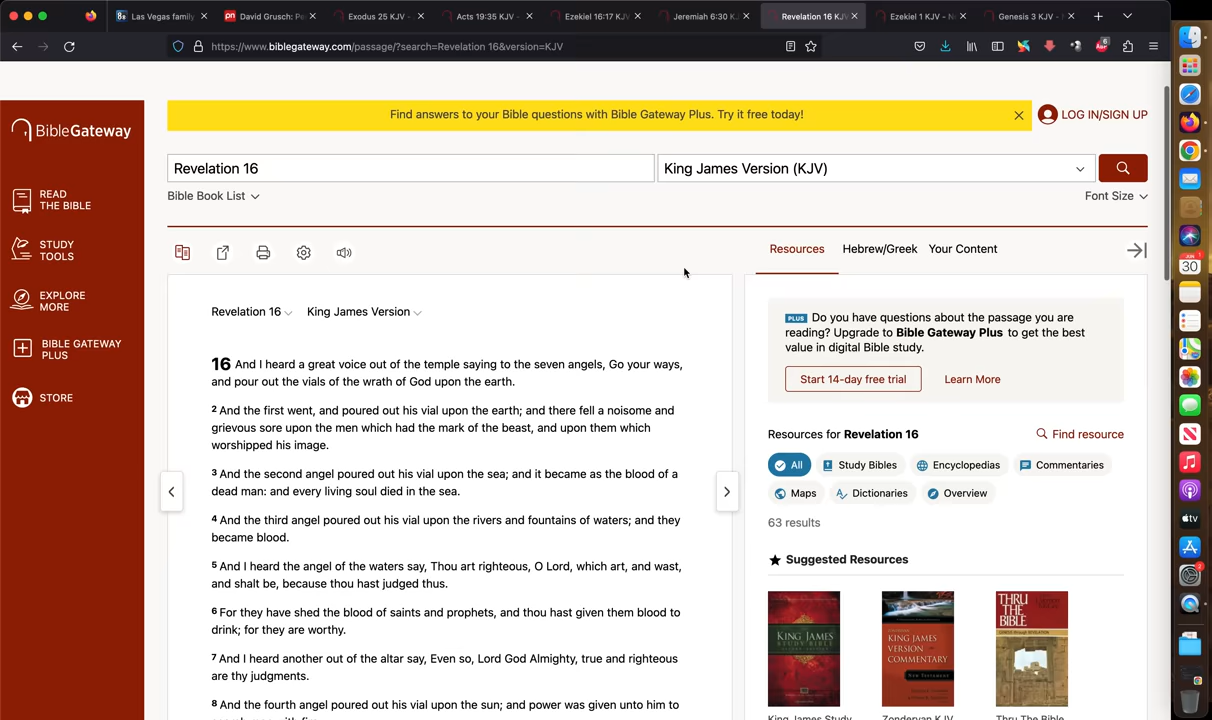 Las Vegas family
David Grusch: Pe
Exodus 25 KJV -
Acts 19:35 KJV -
Ezekiel 16:17 KJV
Jeremiah 6:30 KJ
Revelation 16 KJV
Ezekiel 1 KJV - N
Genesis 3 KJV -
https://www.biblegateway.com/passage/?search=Revelation 16&version=KJV
Find answers to your Bible questions with Bible Gateway Plus. Try it free today!
LOG IN/SIGN UP
BibleGateway
Revelation 16
King James Version (KJV)
Bible Book List
Font Size
READ
THE BIBLE
STUDY
TOOLS
EXPLORE
MORE
BIBLE GATEWAY
PLUS
STORE
Resources
Hebrew/Greek
Your Content
Revelation 16
King James Version
16 And I heard a great voice out of the temple saying to the seven angels, Go your ways,
and pour out the vials of the wrath of God upon the earth.
2 And the first went, and poured out his vial upon the earth; and there fell a noisome and
grievous sore upon the men which had the mark of the beast, and upon them which
worshipped his image.
3 And the second angel poured out his vial upon the sea; and it became as the blood of a
dead man: and every living soul died in the sea.
4 And the third angel poured out his vial upon the rivers and fountains of waters; and they
became blood.
5 And I heard the angel of the waters say, Thou art righteous, O Lord, which art, and wast,
and shalt be, because thou hast judged thus.
6 For they have shed the blood of saints and prophets, and thou hast given them blood to
drink; for they are worthy.
7 And I heard another out of the altar say, Even so, Lord God Almighty, true and righteous
are thy judgments.
8 And the fourth angel poured out his vial upon the sun; and power was given unto him to
PLUS Do you have questions about the passage you are
reading? Upgrade to Bible Gateway Plus to get the best
value in digital Bible study.
Start 14-day free trial
Learn More
Resources for Revelation 16
Find resource
All
Study Bibles
Encyclopedias
Commentaries
Maps
Dictionaries
Overview
63 results
Suggested Resources
KING JAMES
STUDY BIBLE
KING JAMES
VERSION
COMMENTARY
New Testament
THRU
THE
BIBLE
King James Study
Zondervan KJV
Thru The Bible
30
tv